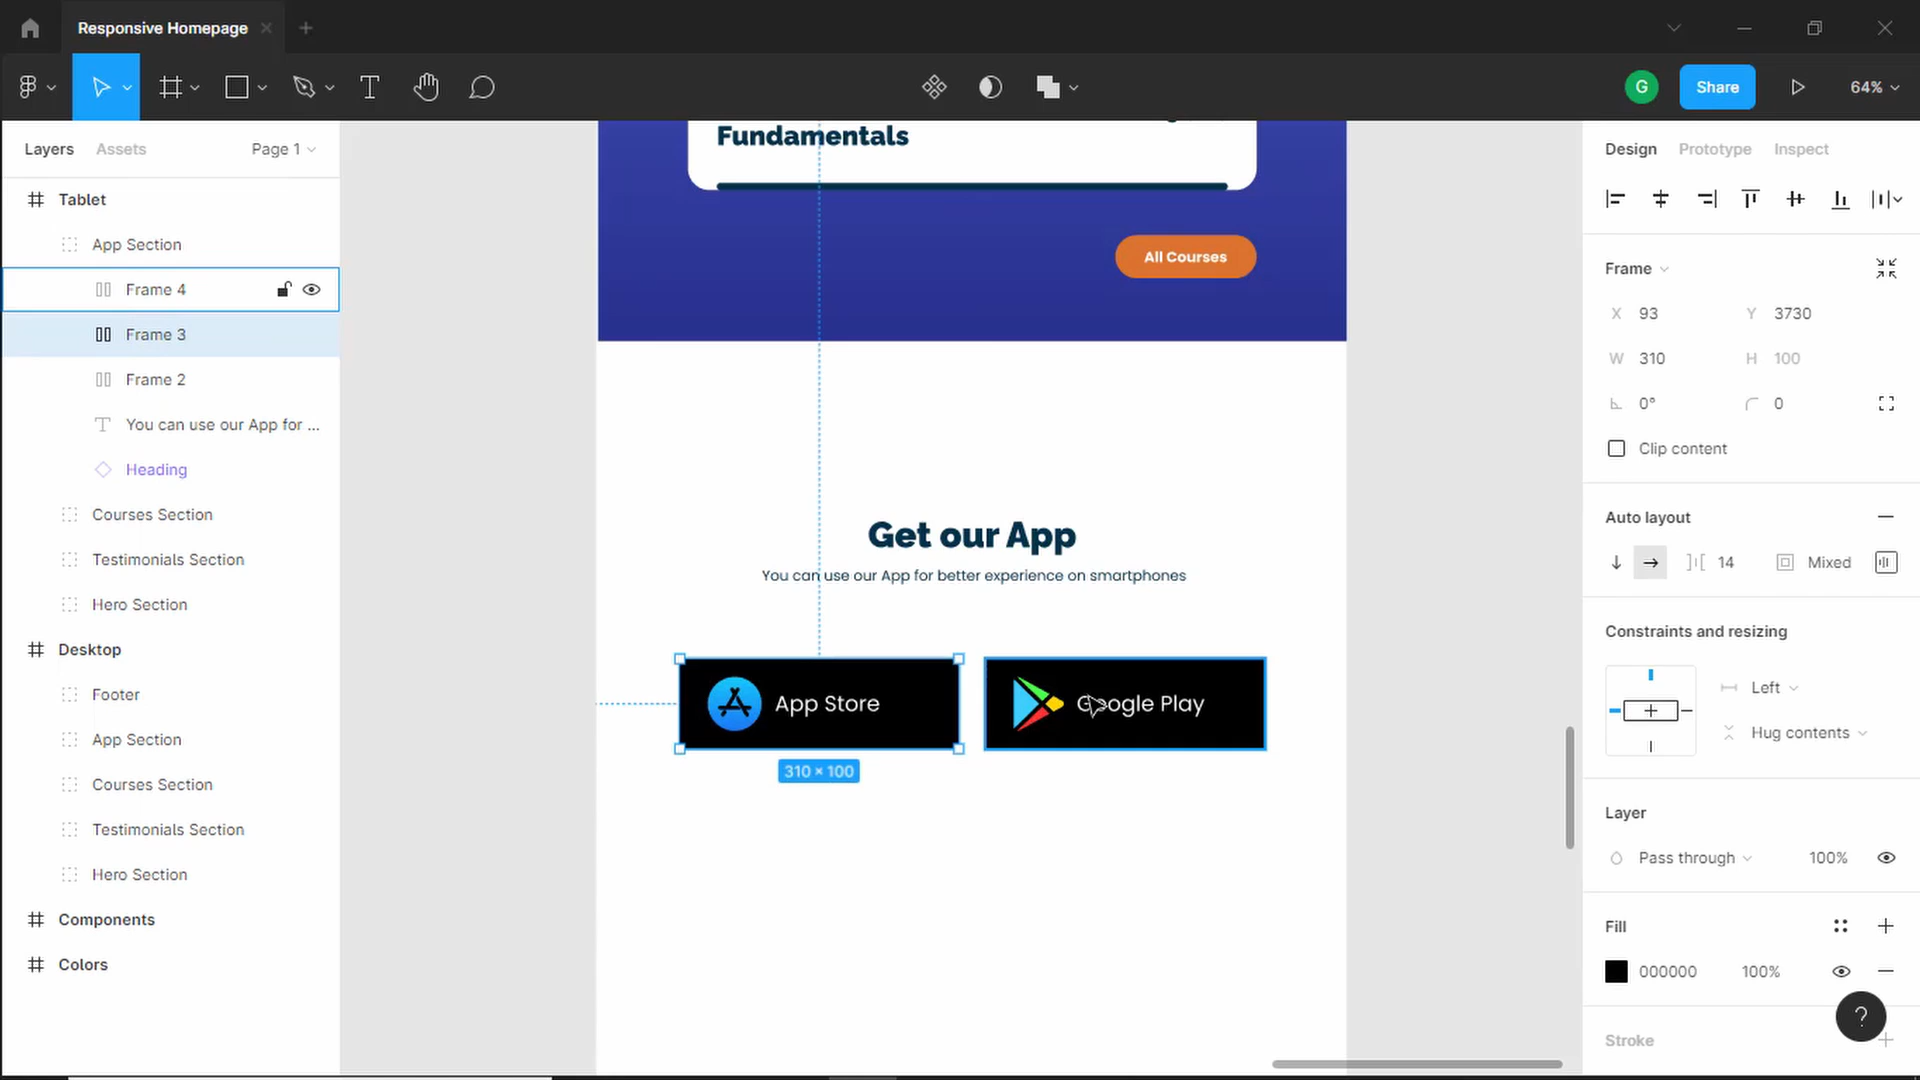 Responsive Homepage
G
Share
64%
Layers
Assets
Page 1
Tablet
App Section
Frame 4
Frame 3
Frame 2
You can use our App for ...
Heading
Courses Section
Testimonials Section
Hero Section
Desktop
Footer
App Section
Courses Section
Testimonials Section
Hero Section
Components
Colors
Fundamentals
All Courses
Get our App
You can use our App for better experience on smartphones
App Store
Google Play
310 × 100
Design
Prototype
Inspect
Frame
X 93
Y 3730
W 310
H 100
0°
0
Clip content
Auto layout
14
Mixed
Constraints and resizing
Left
Hug contents
Layer
Pass through
100%
Fill
000000
100%
Stroke
?